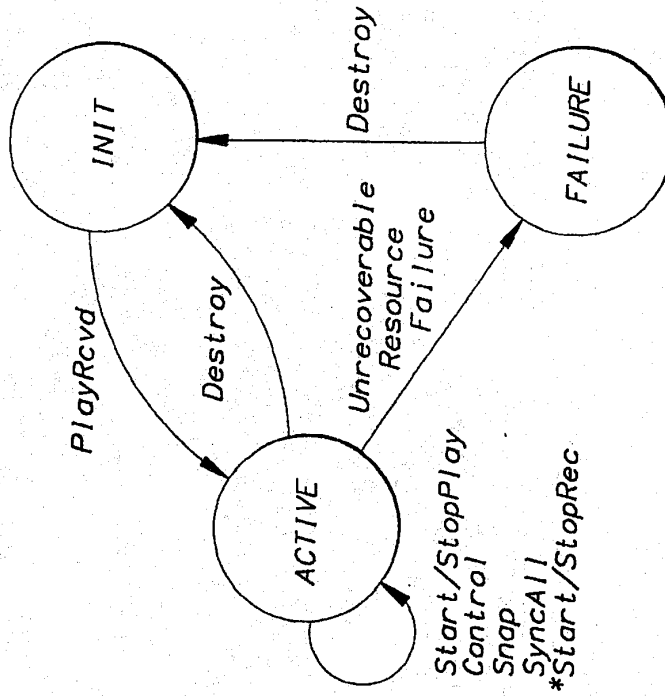 INIT
PlayRcvd
Destroy
Destroy
ACTIVE
Unrecoverable
Resource
Failure
FAILURE
Start/StopPlay
Control
Snap
SyncAll
*Start/StopRec